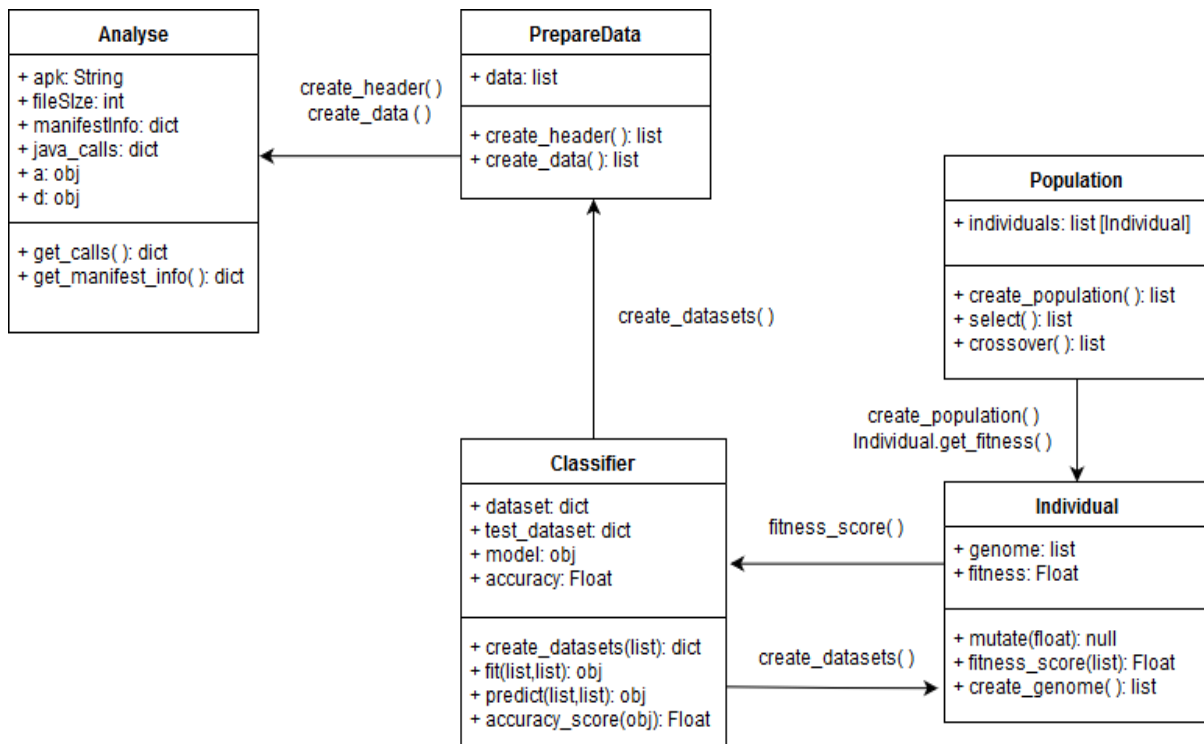 Analyse
+ apk: String
+ fileSIze: int
+ manifestInfo: dict
+ java_calls: dict
+ a: obj
+ d: obj
+ get_calls( ): dict
+ get_manifest_info( ): dict
create_header( )
create_data ( )
PrepareData
+ data: list
+ create_header( ): list
+ create_data( ): list
create_datasets( )
Population
+ individuals: list [Individual]
+ create_population( ): list
+ select( ): list
+ crossover( ): list
create_population( )
Individual.get_fitness( )
Classifier
+ dataset: dict
+ test_dataset: dict
+ model: obj
+ accuracy: Float
+ create_datasets(list): dict
+ fit(list,list): obj
+ predict(list,list): obj
+ accuracy_score(obj): Float
fitness_score( )
create_datasets( )
Individual
+ genome: list
+ fitness: Float
+ mutate(float): null
+ fitness_score(list): Float
+ create_genome( ): list